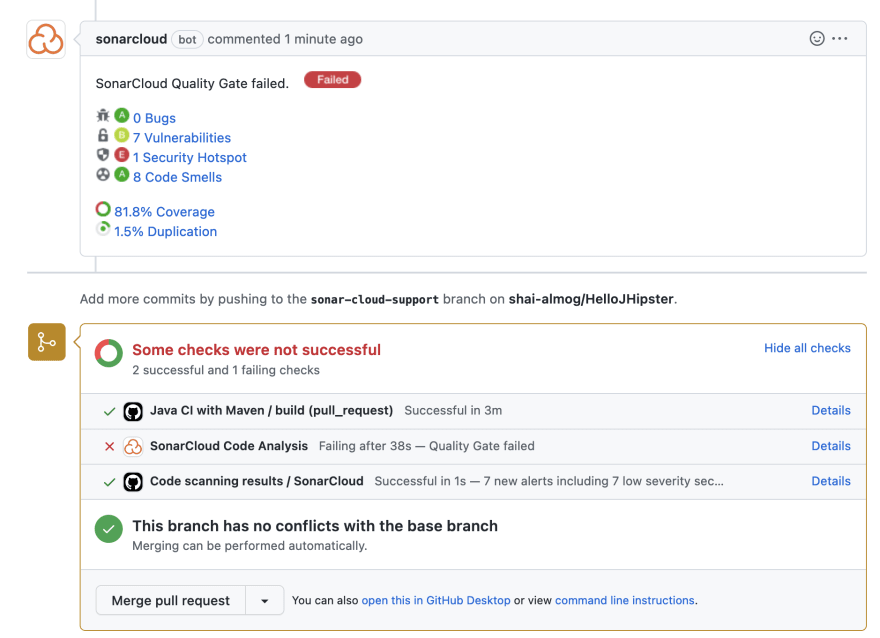 sonarcloud bot commented 1 minute ago
SonarCloud Quality Gate failed. Failed
A 0 Bugs
B 7 Vulnerabilities
E 1 Security Hotspot
A 8 Code Smells
81.8% Coverage
1.5% Duplication
Add more commits by pushing to the sonar-cloud-support branch on shai-almog/HelloJHipster.
Some checks were not successful
Hide all checks
2 successful and 1 failing checks
Java CI with Maven / build (pull_request) Successful in 3m Details
SonarCloud Code Analysis Failing after 38s — Quality Gate failed Details
Code scanning results / SonarCloud Successful in 1s — 7 new alerts including 7 low severity sec... Details
This branch has no conflicts with the base branch
Merging can be performed automatically.
Merge pull request You can also open this in GitHub Desktop or view command line instructions.